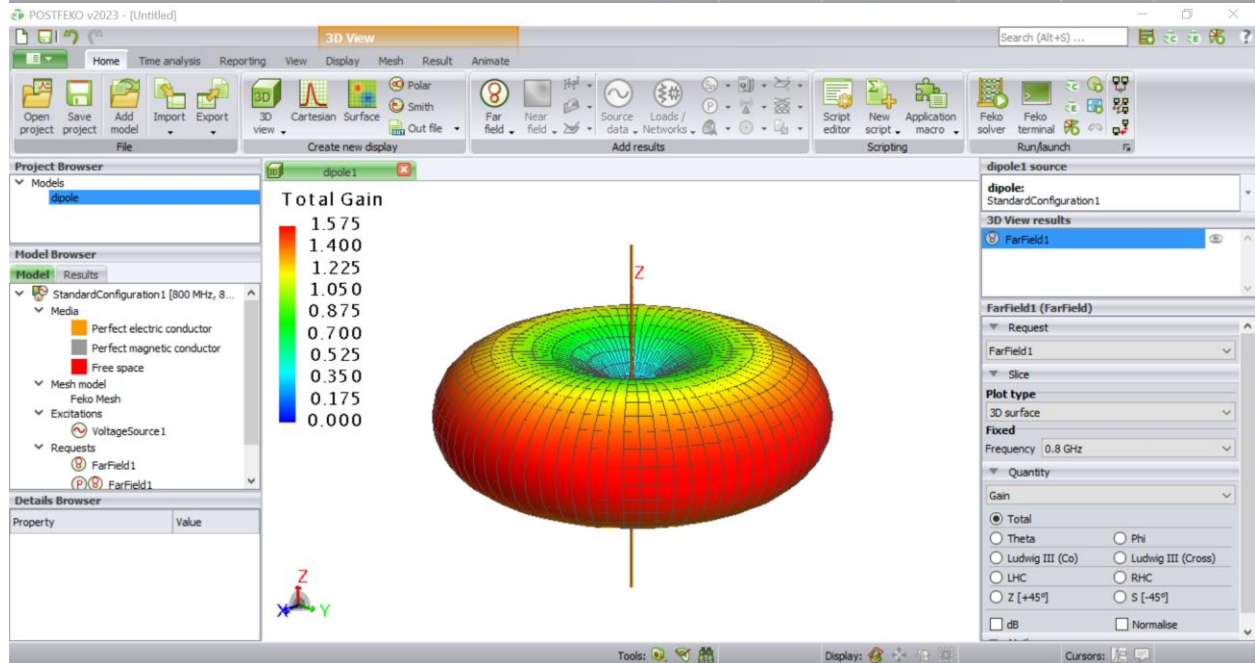 POSTFEKO v2023 - [Untitled]
3D View
Search (Alt+S) ...
Home Time analysis Reporting View Display Mesh Result Animate
Open project
Save project
Add model
Import
Export
File
3D view
Cartesian
Surface
Polar
Smith
Out file
Create new display
Far field
Near field
Source data
Loads / Networks
Add results
Script editor
New script
Application macro
Scripting
Feko solver
Feko terminal
Run/launch
Project Browser
Models
dipole
Model Browser
Model Results
StandardConfiguration1 [800 MHz, 8...
Media
Perfect electric conductor
Perfect magnetic conductor
Free space
Mesh model
Feko Mesh
Excitations
VoltageSource1
Requests
FarField1
FarField1
Details Browser
Property Value
dipole1
Total Gain
1.575
1.400
1.225
1.050
0.875
0.700
0.525
0.350
0.175
0.000
Z
Z
X Y
dipole1 source
dipole:
StandardConfiguration1
3D View results
FarField1
FarField1 (FarField)
Request
FarField1
Slice
Plot type
3D surface
Fixed
Frequency 0.8 GHz
Quantity
Gain
Total
Theta Phi
Ludwig III (Co) Ludwig III (Cross)
LHC RHC
Z [+45°] S [-45°]
dB Normalise
Tools: Display: Cursors: